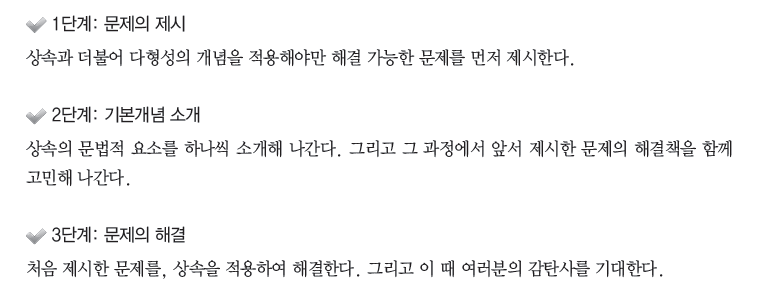 1단계: 문제의 제시
상속과 더불어 다형성의 개념을 적용해야만 해결 가능한 문제를 먼저 제시한다.
2단계: 기본개념 소개
상속의 문법적 요소를 하나씩 소개해 나간다. 그리고 그 과정에서 앞서 제시한 문제의 해결책을 함께
고민해 나간다.
3단계: 문제의 해결
처음 제시한 문제를, 상속을 적용하여 해결한다. 그리고 이 때 여러분의 감탄사를 기대한다.